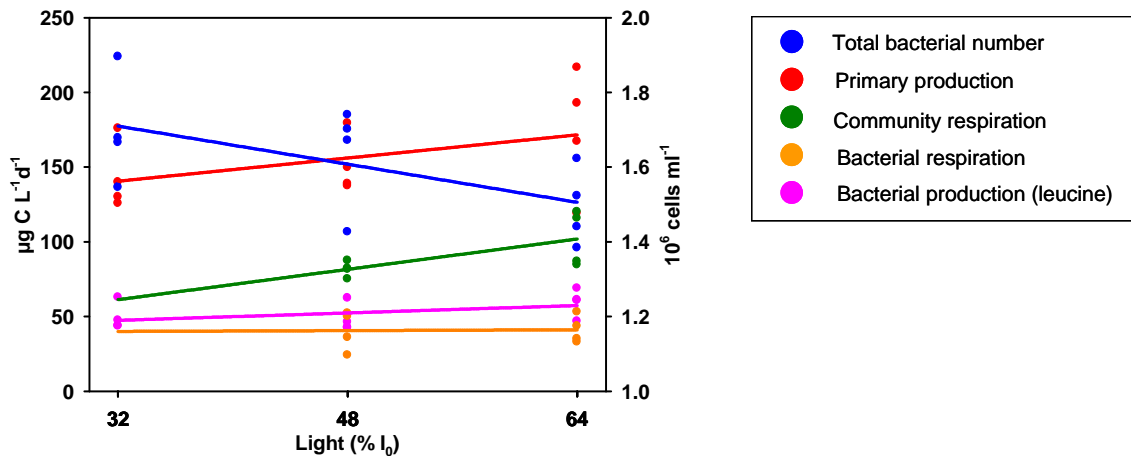 250
200
150
100
50
0
µg C L⁻¹d⁻¹
2.0
1.8
1.6
1.4
1.2
1.0
10⁶ cells ml⁻¹
32
48
64
Light (% I₀)
Total bacterial number
Primary production
Community respiration
Bacterial respiration
Bacterial production (leucine)